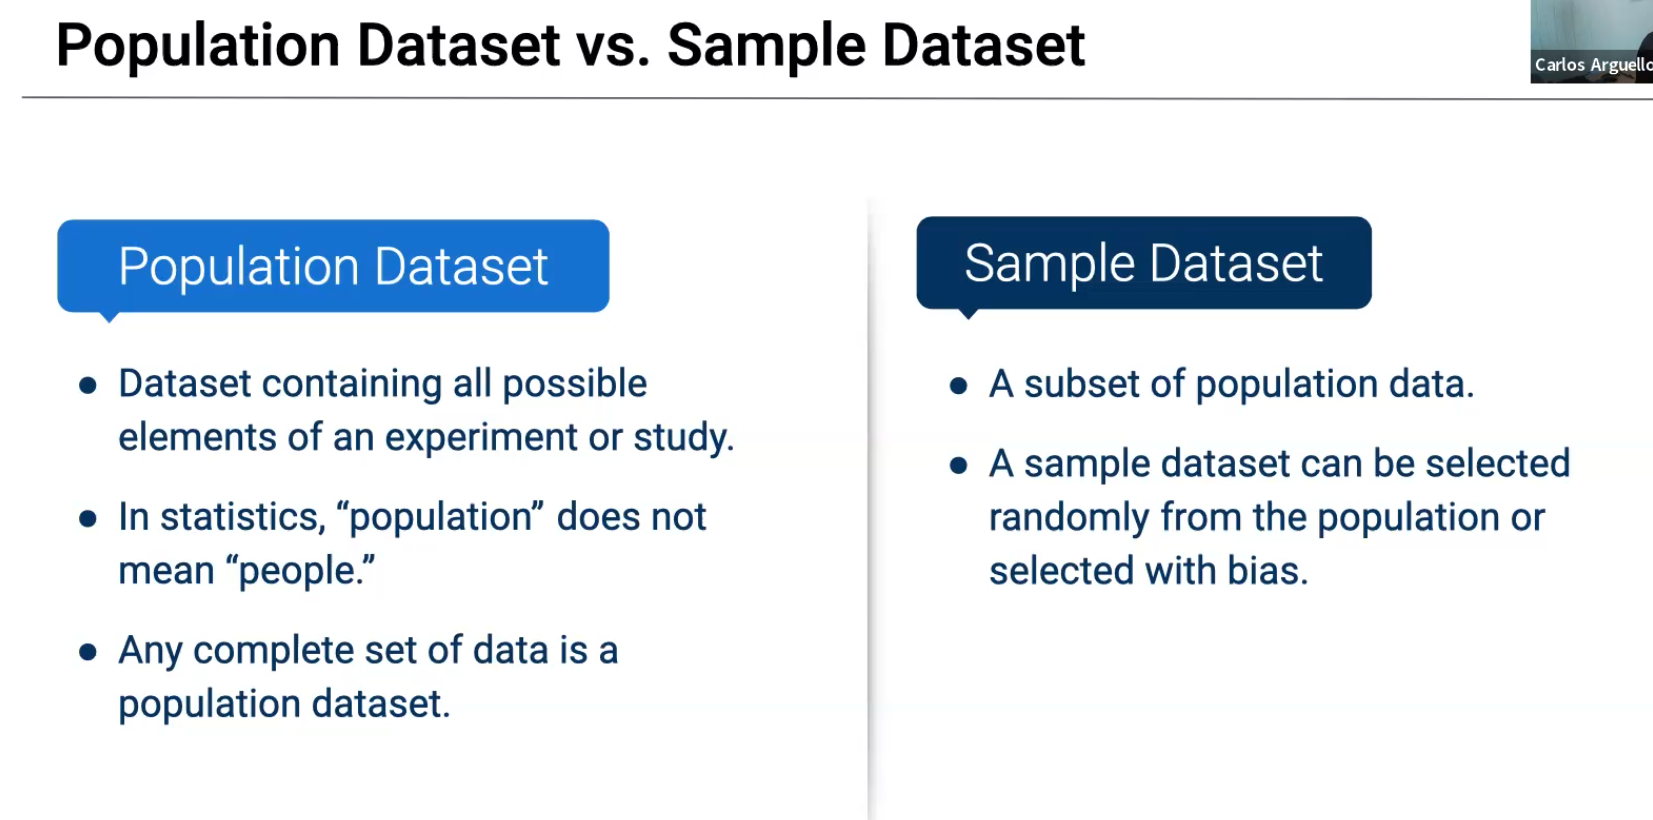 Population Dataset vs. Sample Dataset
Carlos Arguello
Population Dataset
● Dataset containing all possible
elements of an experiment or study.
● In statistics, “population” does not
mean “people.”
● Any complete set of data is a
population dataset.
Sample Dataset
● A subset of population data.
● A sample dataset can be selected
randomly from the population or
selected with bias.